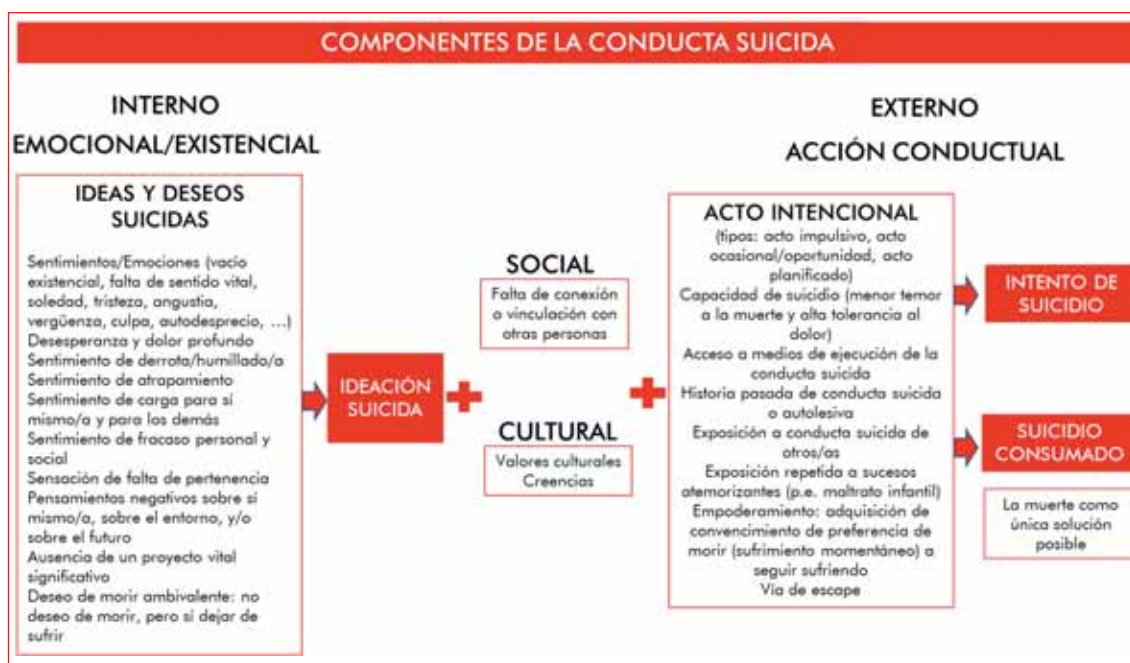 COMPONENTES DE LA CONDUCTA SUICIDA
INTERNO
EMOCIONAL/EXISTENCIAL
IDEAS Y DESEOS
SUICIDAS
Sentimientos/Emociones (vacío
existencial, falta de sentido vital,
soledad, tristeza, angustia,
vergüenza, culpa, autodesprecio, ...)
Desesperanza y dolor profundo
Sentimiento de derrota/humillado/a
Sentimiento de atrapamiento
Sentimiento de carga para sí
mismo/a y para los demás
Sentimiento de fracaso personal y
social
Sensación de falta de pertenencia
Pensamientos negativos sobre sí
mismo/a, sobre el entorno, y/o
sobre el futuro
Ausencia de un proyecto vital
significativo
Deseo de morir ambivalente: no
deseo de morir, pero sí dejar de
sufrir
IDEACIÓN
SUICIDA
SOCIAL
Falta de conexión
o vinculación con
otras personas
CULTURAL
Valores culturales
Creencias
EXTERNO
ACCIÓN CONDUCTUAL
ACTO INTENCIONAL
(tipos: acto impulsivo, acto
ocasional/oportunidad, acto
planificado)
Capacidad de suicidio (menor temor
a la muerte y alta tolerancia al
dolor)
Acceso a medios de ejecución de la
conducta suicida
Historia pasada de conducta suicida
o autolesiva
Exposición a conducta suicida de
otros/as
Exposición repetida a sucesos
atemorizantes (p.e. maltrato infantil)
Empoderamiento: adquisición de
convencimiento de preferencia de
morir (sufrimiento momentáneo) a
seguir sufriendo
Vía de escape
INTENTO DE
SUICIDIO
SUICIDIO
CONSUMADO
La muerte como
única solución
posible